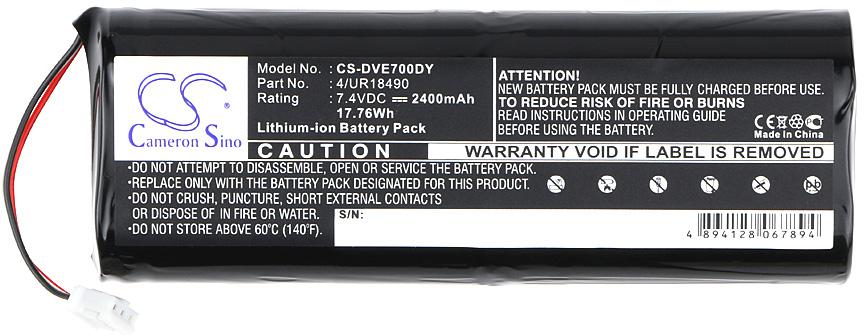 CS
Cameron Sino
Model No. : CS-DVE700DY
Part No. : 4/UR18490
Rating : 7.4VDC ⎓ 2400mAh
17.76Wh
Lithium-ion Battery Pack
ATTENTION!
NEW BATTERY PACK MUST BE FULLY CHARGED BEFORE USE
TO REDUCE RISK OF FIRE OR BURNS
READ INSTRUCTIONS IN OPERATING GUIDE
BEFORE USING BATTERY PACK.
CE
Made In China
CAUTION
WARRANTY VOID IF LABEL IS REMOVED
•DO NOT ATTEMPT TO DISASSEMBLE, OPEN OR SERVICE THE BATTERY PACK.
•REPLACE ONLY WITH THE BATTERY PACK DESIGNATED FOR THIS PRODUCT.
•DO NOT CRUSH, PUNCTURE, SHORT EXTERNAL CONTACTS
OR DISPOSE OF IN FIRE OR WATER.
•DO NOT STORE ABOVE 60°C (140°F).
Pb
S/N:
4 894128 067894